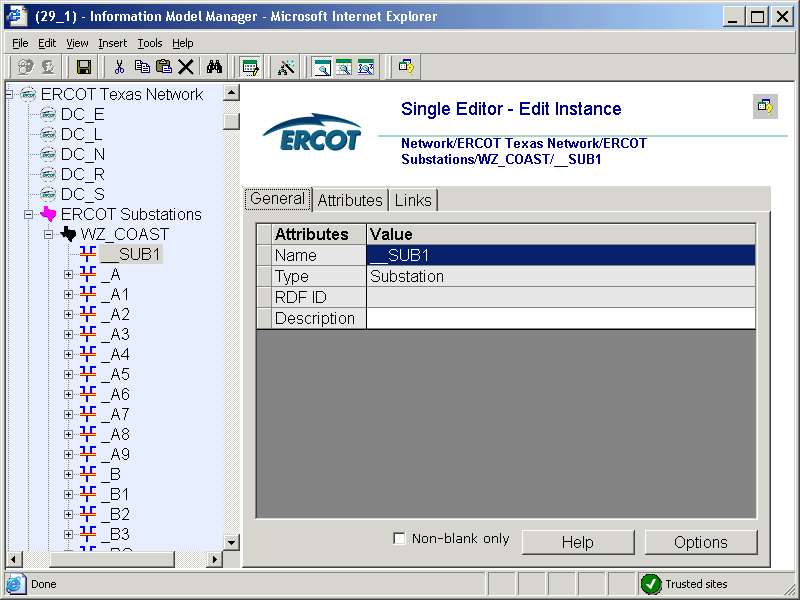 (29_1) - Information Model Manager - Microsoft Internet Explorer
File Edit View Insert Tools Help
ERCOT Texas Network
DC_E
DC_L
DC_N
DC_R
DC_S
ERCOT Substations
WZ_COAST
__SUB1
_A
_A1
_A2
_A3
_A4
_A5
_A6
_A7
_A8
_A9
_B
_B1
_B2
_B3
ERCOT
Single Editor - Edit Instance
Network/ERCOT Texas Network/ERCOT
Substations/WZ_COAST/__SUB1
General Attributes Links
Attributes Value
Name __SUB1
Type Substation
RDF ID
Description
Non-blank only Help Options
Done Trusted sites